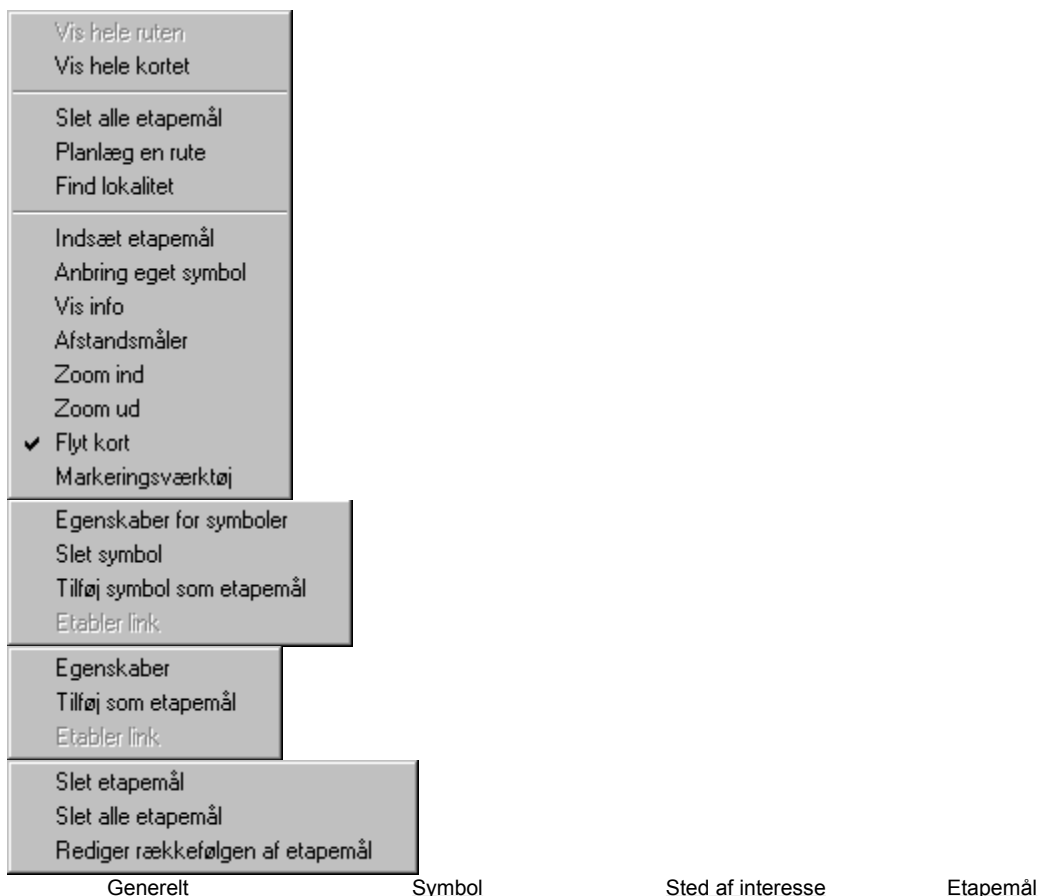 Vis hele ruten
Vis hele kortet
Slet alle etapemål
Planlæg en rute
Find lokalitet
Indsæt etapemål
Anbring eget symbol
Vis info
Afstandsmåler
Zoom ind
Zoom ud
Flyt kort
Markeringsværktøj
Egenskaber for symboler
Slet symbol
Tilføj symbol som etapemål
Etabler link
Egenskaber
Tilføj som etapemål
Etabler link
Slet etapemål
Slet alle etapemål
Rediger rækkefølgen af etapemål
Generelt Symbol Sted af interesse Etapemål